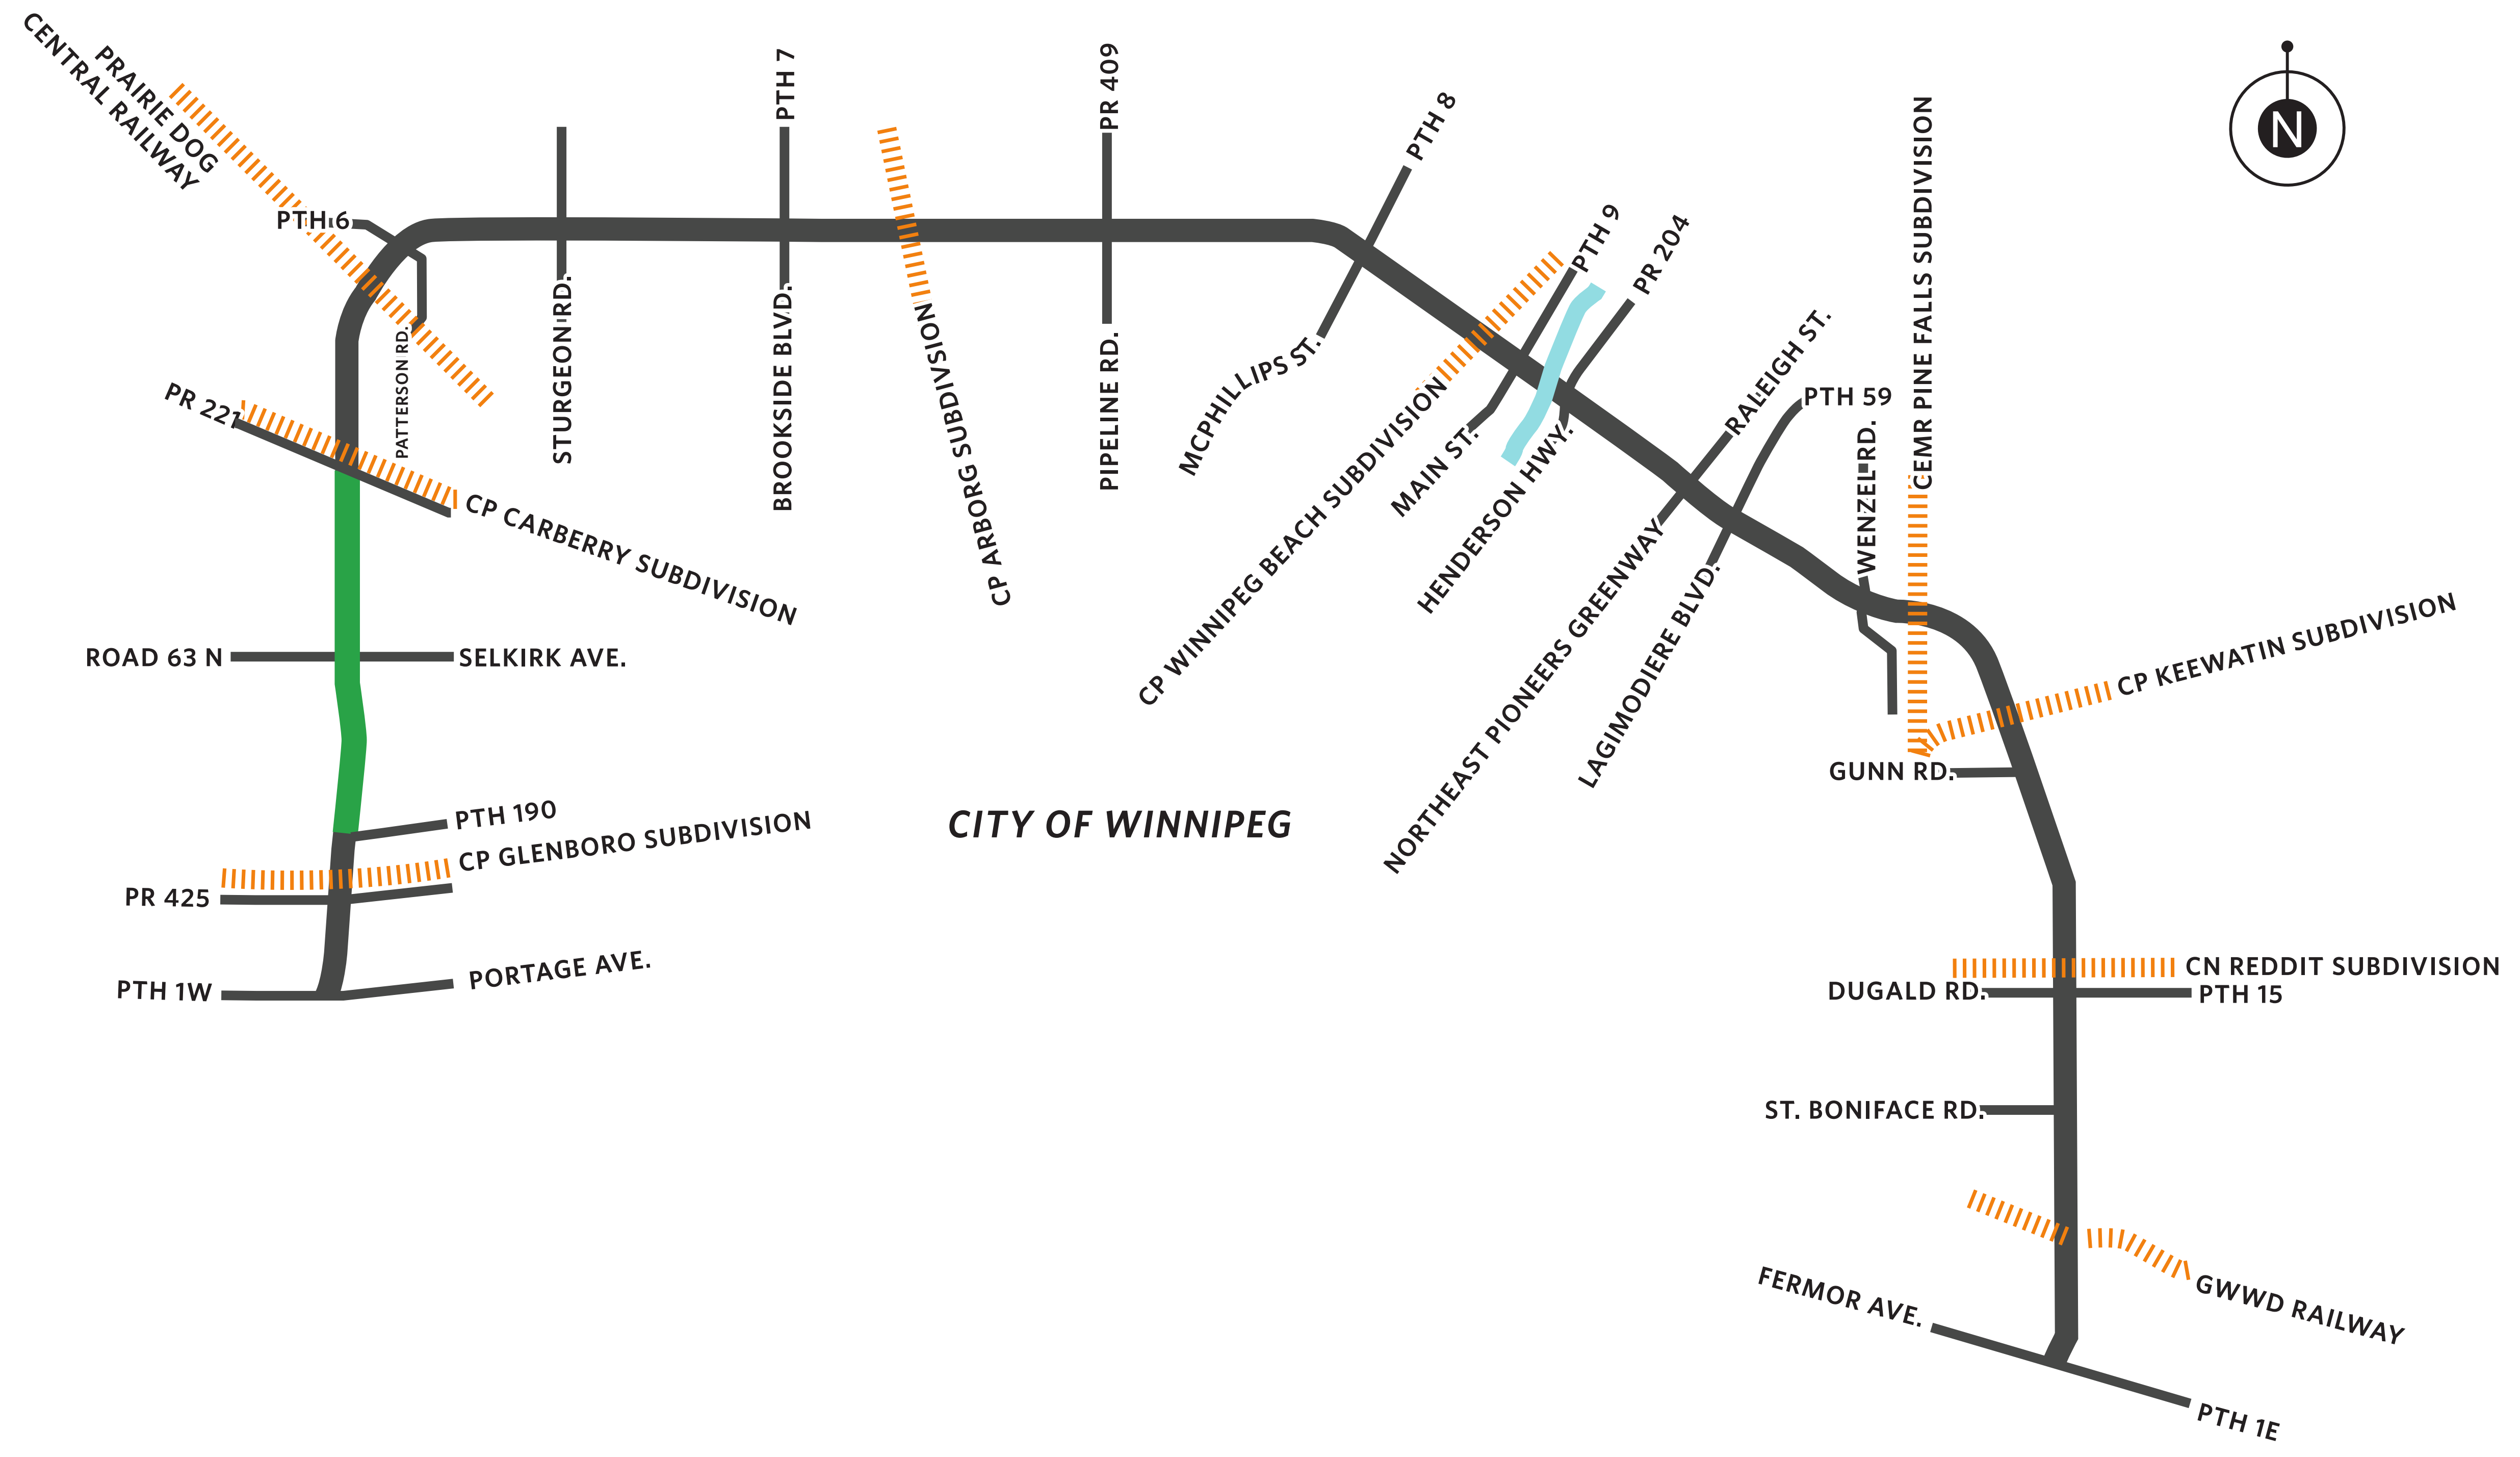 PRAIRIE DOG
CENTRAL RAILWAY
PTH 6
PATTERSON RD.
STURGEON RD.
PTH 7
BROOKSIDE BLVD.
CP ARBORG SUBDIVISION
PR 409
PIPELINE RD.
PTH 8
MCPHILLIPS ST.
CP WINNIPEG BEACH SUBDIVISION
PTH 9
MAIN ST.
PR 204
HENDERSON HWY.
RALEIGH ST.
NORTHEAST PIONEERS GREENWAY
PTH 59
LAGIMODIERE BLVD.
WENZEL RD.
CEMR PINE FALLS SUBDIVISION
N
PR 221
CP CARBERRY SUBDIVISION
ROAD 63 N
SELKIRK AVE.
PTH 190
CP GLENBORO SUBDIVISION
PR 425
PTH 1W
PORTAGE AVE.
CITY OF WINNIPEG
CP KEEWATIN SUBDIVISION
GUNN RD.
CN REDDIT SUBDIVISION
DUGALD RD.
PTH 15
ST. BONIFACE RD.
GWWD RAILWAY
FERMOR AVE.
PTH 1E